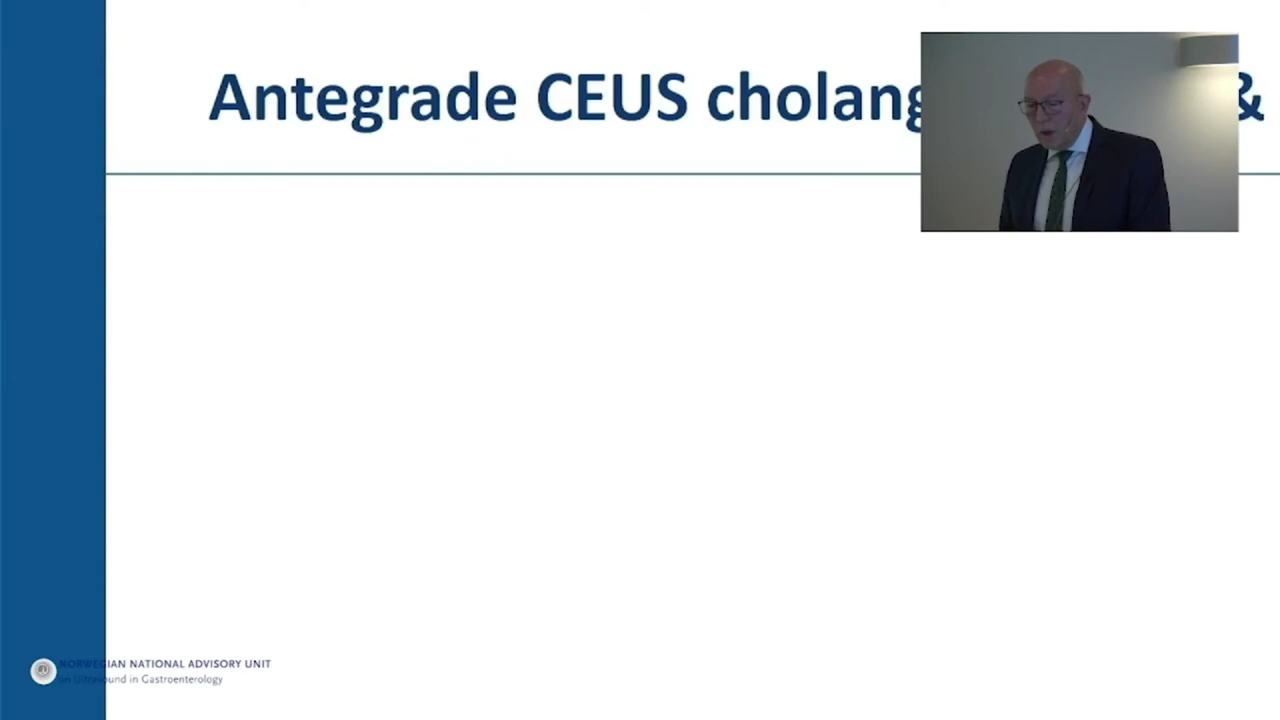 Antegrade CEUS cholang &
NORWEGIAN NATIONAL ADVISORY UNIT
on Ultrasound in Gastroenterology